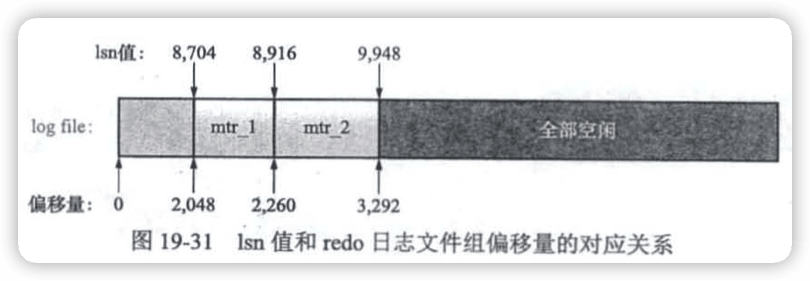 lsn值: 8,704 8,916 9,948
log file: mtr_1 mtr_2 全部空闲
偏移量: 0 2,048 2,260 3,292
图 19-31 lsn 值和 redo 日志文件组偏移量的对应关系